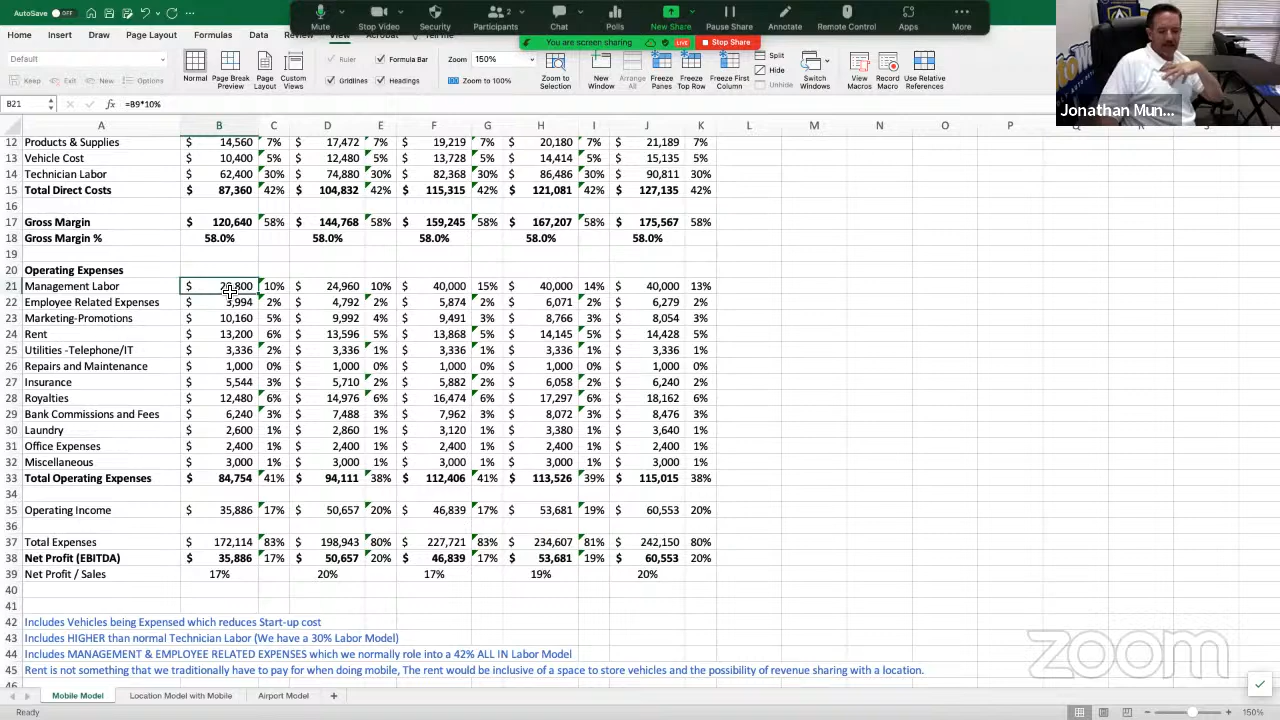 AutoSave OFF
Mute Stop Video Security Participants 2 Chat New Share Pause Share Annotate Remote Control Apps More
You are screen sharing LIVE Stop Share
Home Insert Draw Page Layout Formulas Data
Default
Keep Exit New Options
Normal Page Break Preview Page Layout Custom Views
Ruler Formula Bar Gridlines Headings
Zoom 150% Zoom to 100%
Zoom to Selection New Window Arrange All Freeze Panes Freeze Top Row Freeze First Column
Split Hide Unhide
Switch Windows View Macros Record Macro Use Relative References
Jonathan Mun...
B21 fx =B9*10%
A B C D E F G H I J K L M N O P
12 Products & Supplies $ 14,560 7% $ 17,472 7% $ 19,219 7% $ 20,180 7% $ 21,189 7%
13 Vehicle Cost $ 10,400 5% $ 12,480 5% $ 13,728 5% $ 14,414 5% $ 15,135 5%
14 Technician Labor $ 62,400 30% $ 74,880 30% $ 82,368 30% $ 86,486 30% $ 90,811 30%
15 Total Direct Costs $ 87,360 42% $ 104,832 42% $ 115,315 42% $ 121,081 42% $ 127,135 42%
16
17 Gross Margin $ 120,640 58% $ 144,768 58% $ 159,245 58% $ 167,207 58% $ 175,567 58%
18 Gross Margin % 58.0% 58.0% 58.0% 58.0% 58.0%
19
20 Operating Expenses
21 Management Labor $ 20,800 10% $ 24,960 10% $ 40,000 15% $ 40,000 14% $ 40,000 13%
22 Employee Related Expenses $ 3,994 2% $ 4,792 2% $ 5,874 2% $ 6,071 2% $ 6,279 2%
23 Marketing-Promotions $ 10,160 5% $ 9,992 4% $ 9,491 3% $ 8,766 3% $ 8,054 3%
24 Rent $ 13,200 6% $ 13,596 5% $ 13,868 5% $ 14,145 5% $ 14,428 5%
25 Utilities -Telephone/IT $ 3,336 2% $ 3,336 1% $ 3,336 1% $ 3,336 1% $ 3,336 1%
26 Repairs and Maintenance $ 1,000 0% $ 1,000 0% $ 1,000 0% $ 1,000 0% $ 1,000 0%
27 Insurance $ 5,544 3% $ 5,710 2% $ 5,882 2% $ 6,058 2% $ 6,240 2%
28 Royalties $ 12,480 6% $ 14,976 6% $ 16,474 6% $ 17,297 6% $ 18,162 6%
29 Bank Commissions and Fees $ 6,240 3% $ 7,488 3% $ 7,962 3% $ 8,072 3% $ 8,476 3%
30 Laundry $ 2,600 1% $ 2,860 1% $ 3,120 1% $ 3,380 1% $ 3,640 1%
31 Office Expenses $ 2,400 1% $ 2,400 1% $ 2,400 1% $ 2,400 1% $ 2,400 1%
32 Miscellaneous $ 3,000 1% $ 3,000 1% $ 3,000 1% $ 3,000 1% $ 3,000 1%
33 Total Operating Expenses $ 84,754 41% $ 94,111 38% $ 112,406 41% $ 113,526 39% $ 115,015 38%
34
35 Operating Income $ 35,886 17% $ 50,657 20% $ 46,839 17% $ 53,681 19% $ 60,553 20%
36
37 Total Expenses $ 172,114 83% $ 198,943 80% $ 227,721 83% $ 234,607 81% $ 242,150 80%
38 Net Profit (EBITDA) $ 35,886 17% $ 50,657 20% $ 46,839 17% $ 53,681 19% $ 60,553 20%
39 Net Profit / Sales 17% 20% 17% 19% 20%
40
41
42 Includes Vehicles being Expensed which reduces Start-up cost
43 Includes HIGHER than normal Technician Labor (We have a 30% Labor Model)
44 Includes MANAGEMENT & EMPLOYEE RELATED EXPENSES which we normally role into a 42% ALL IN Labor Model
45 Rent is not something that we traditionally have to pay for when doing mobile, The rent would be inclusive of a space to store vehicles and the possibility of revenue sharing with a location.
zoom
Mobile Model Location Model with Mobile Airport Model +
Ready 150%